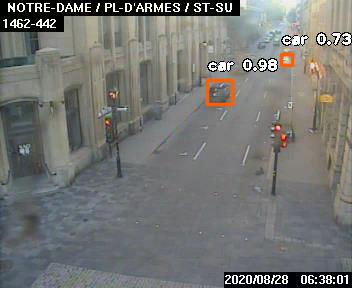 NOTRE-DAME / PL-D'ARMES / ST-SU
1462-442
car 0.73
car 0.98
2020/08/28 06:38:01